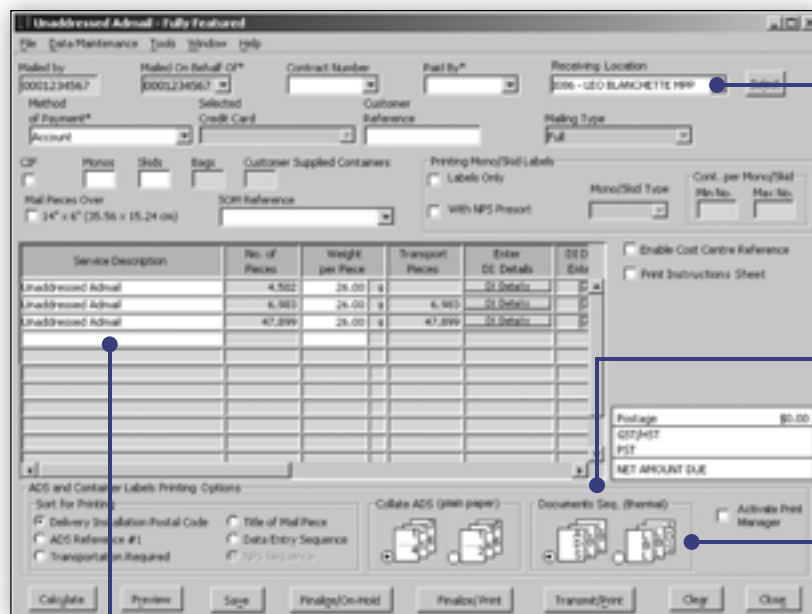 Unaddressed Admail - Fully Featured
File Data Maintenance Tools Window Help
Mailed by Mailed On Behalf Of* Contract Number Paid By* Receiving Location
0001234567 0001234567 - LEO BLANCHETTE MPP
Method of Payment* Selected Credit Card Customer Reference Mailing Type
Account Full
CIF Monos Skids Bags Customer Supplied Containers Printing Mono/Skid Labels
Labels Only Mono/Skid Type Cont. per Mono/Skid
Min No. Max No.
Mail Pieces Over SOM Reference
14" x 6" (35.56 x 15.24 cm) With NPS Presort
Service Description No. of Pieces Weight per Piece Transport Pieces Enter DI Details
Enable Cost Centre Reference
Print Instructions Sheet
Unaddressed Admail 4,502 26.00 g DI Details
Unaddressed Admail 6,983 26.00 g 6,983 DI Details
Unaddressed Admail 47,899 26.00 g 47,899 DI Details
Postage $0.00
GST/HST
PST
NET AMOUNT DUE
ADS and Container Labels Printing Options
Sort for Printing Collate ADS (plain paper) Documents Seq. (thermal)
Delivery Installation Postal Code Title of Mail Piece Activate Print Manager
ADS Reference #1 Data Entry Sequence
Transportation Required NPS Sequence
Calculate Preview Save Finalize/On-Hold Finalize/Print Transmit/Print Clear Close